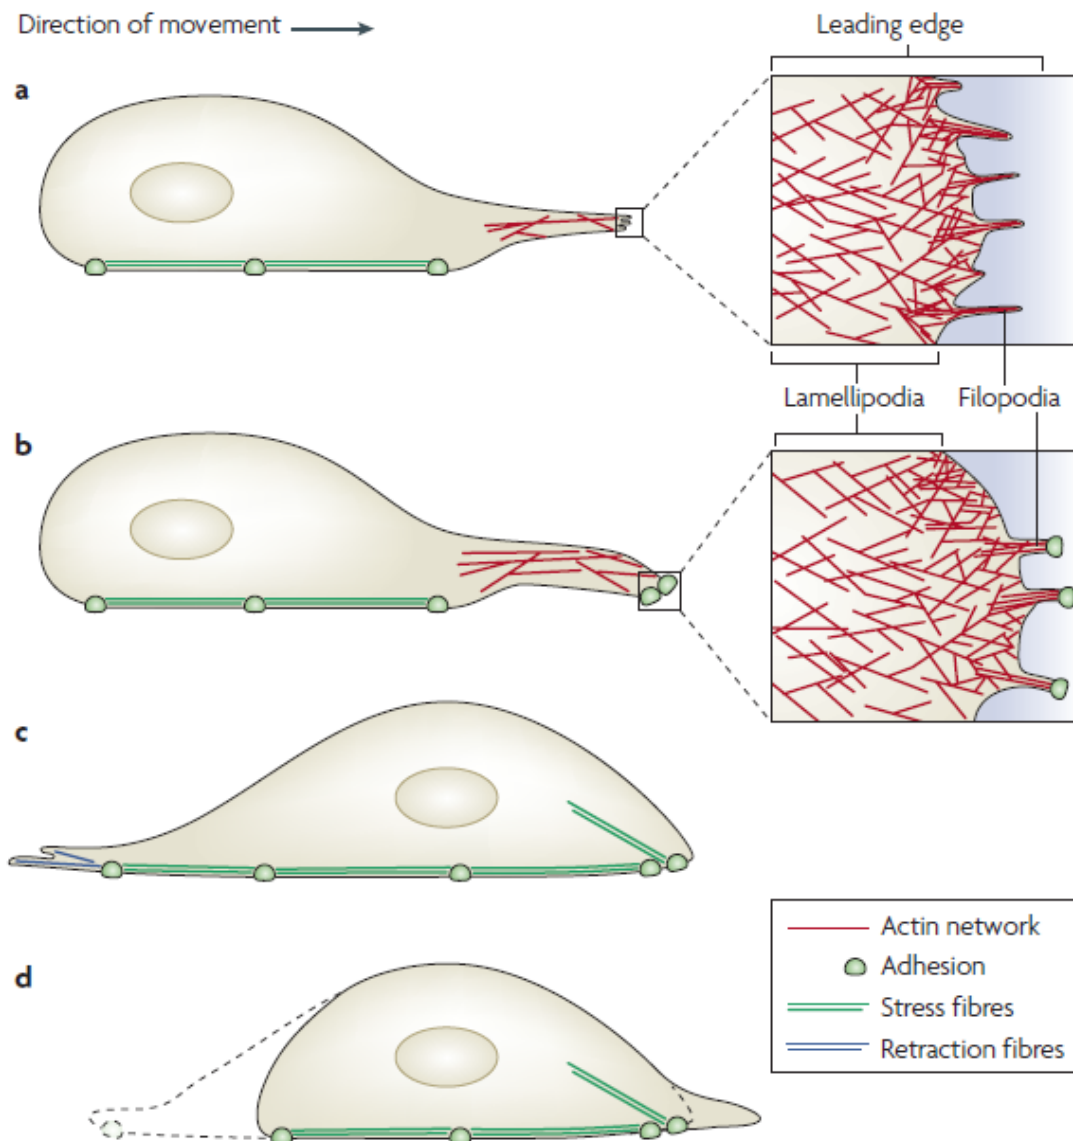 Direction of movement
Leading edge
a
Lamellipodia
Filopodia
b
c
Actin network
Adhesion
d
Stress fibres
Retraction fibres